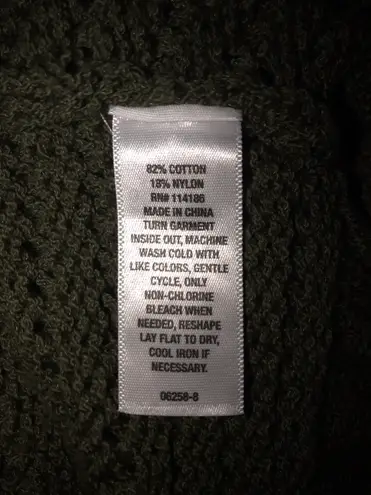 82% COTTON
18% NYLON
RN# 114186
MADE IN CHINA
TURN GARMENT
INSIDE OUT, MACHINE
WASH COLD WITH
LIKE COLORS, GENTLE
CYCLE, ONLY
NON-CHLORINE
BLEACH WHEN
NEEDED, RESHAPE
LAY FLAT TO DRY,
COOL IRON IF
NECESSARY.
06258-8